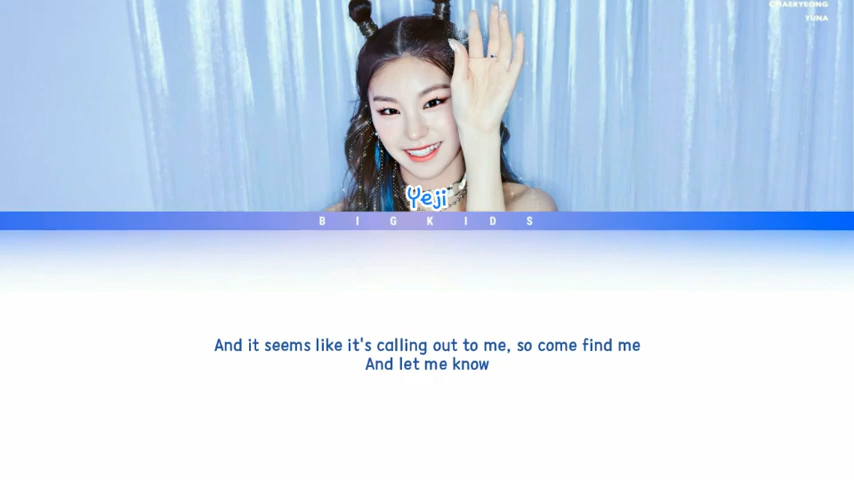 CHAERYEONG
YUNA
Yeji
BIGKIDS
And it seems like it's calling out to me, so come find me
And let me know